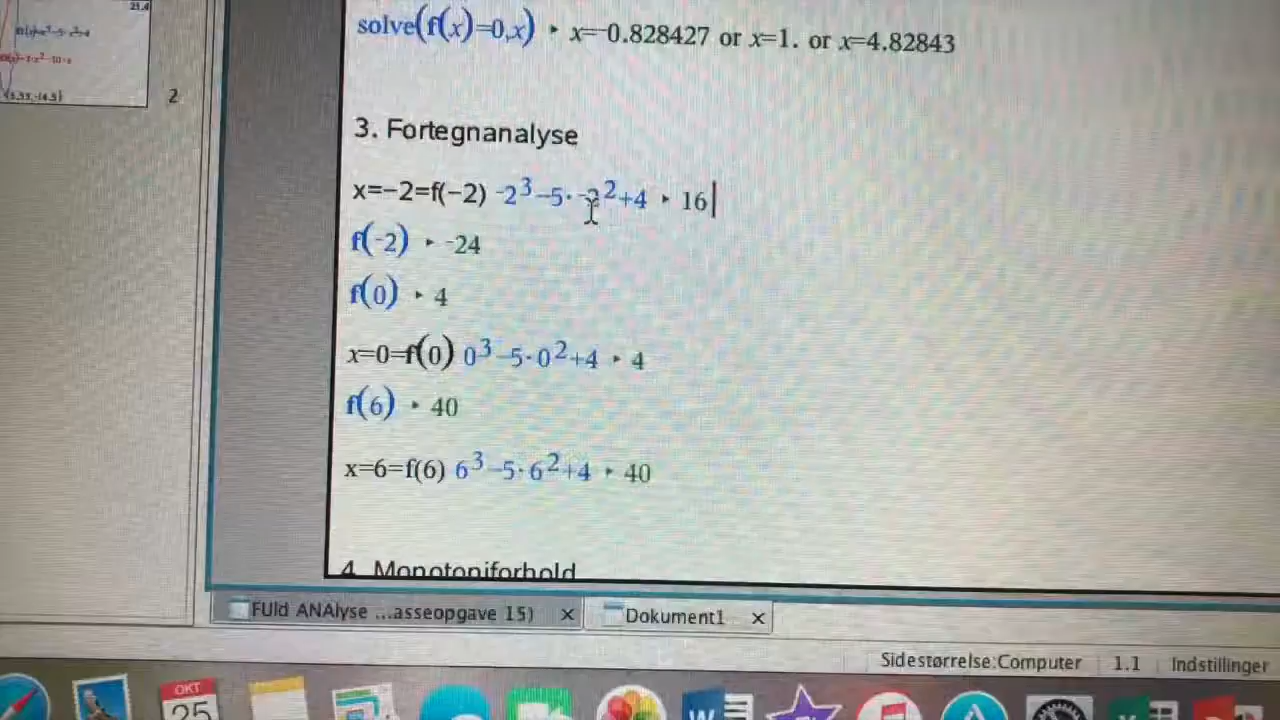 23.4
2
solve(f(x)=0,x) ▸ x=-0.828427 or x=1. or x=4.82843
3. Fortegnanalyse
x=−2=f(−2) -2³−5·-2²+4 ▸ 16
f(-2) ▸ -24
f(0) ▸ 4
x=0=f(0) 0³−5·0²+4 ▸ 4
f(6) ▸ 40
x=6=f(6) 6³−5·6²+4 ▸ 40
4. Monotoniforhold
FUld ANAlyse ...asseopgave 15) ×
Dokument1 ×
Sidestørrelse:Computer 1.1 Indstillinger
OKT
25
W